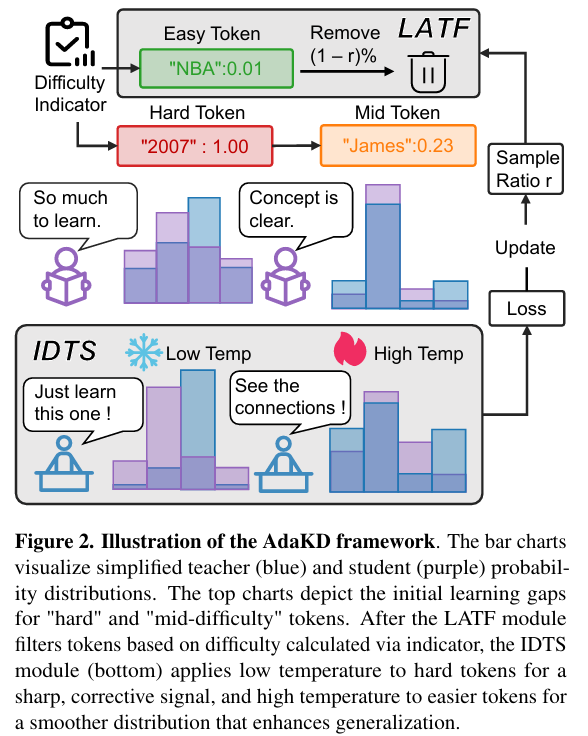 Easy Token
Remove
(1 – r)%
LATF
"NBA":0.01
Difficulty
Indicator
Hard Token
Mid Token
"2007" : 1.00
"James":0.23
Sample
Ratio r
So much
to learn.
Concept is
clear.
Update
Loss
IDTS
Low Temp
High Temp
Just learn
this one !
See the
connections !
Figure 2. Illustration of the AdaKD framework. The bar charts
visualize simplified teacher (blue) and student (purple) probabil-
ity distributions. The top charts depict the initial learning gaps
for "hard" and "mid-difficulty" tokens. After the LATF module
filters tokens based on difficulty calculated via indicator, the IDTS
module (bottom) applies low temperature to hard tokens for a
sharp, corrective signal, and high temperature to easier tokens for
a smoother distribution that enhances generalization.